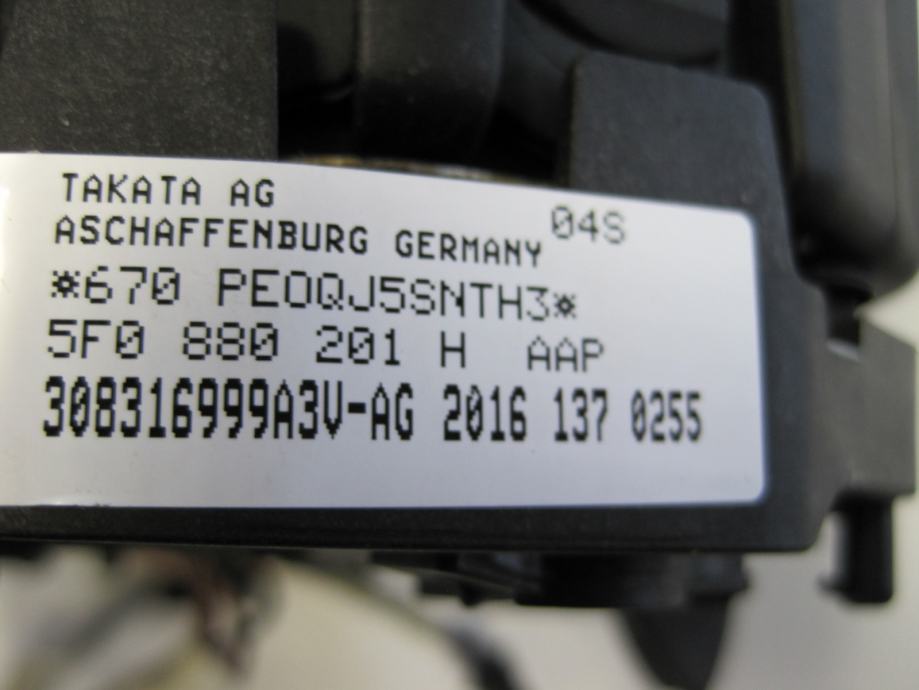 TAKATA AG
ASCHAFFENBURG GERMANY 04S
*670 PEOQJ5SNTH3*
5F0 880 201 H AAP
308316999A3V-AG 2016 137 0255